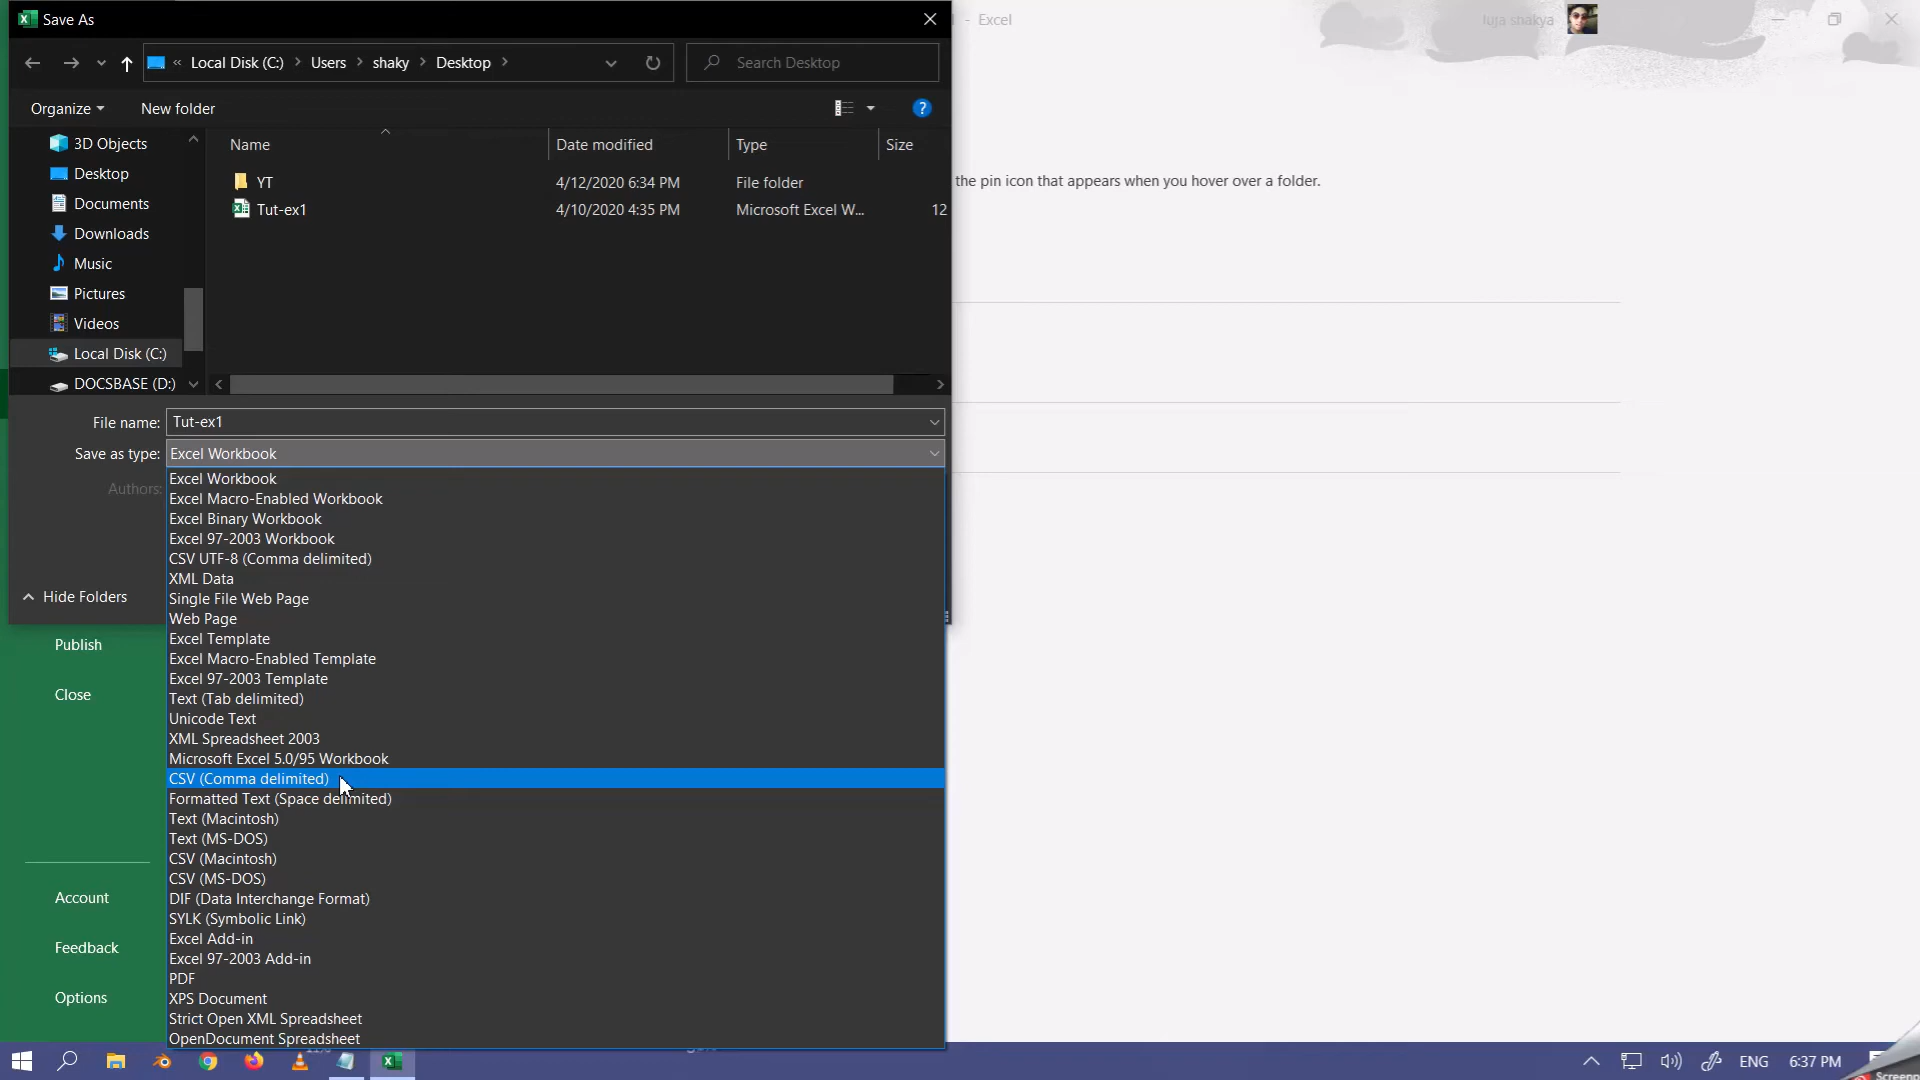 Save As
- Excel
luja shakya
« Local Disk (C:) › Users › shaky › Desktop ›
Search Desktop
Organize
New folder
3D Objects
Desktop
Documents
Downloads
Music
Pictures
Videos
Local Disk (C:)
DOCSBASE (D:)
Name Date modified Type Size
YT 4/12/2020 6:34 PM File folder
Tut-ex1 4/10/2020 4:35 PM Microsoft Excel W... 12
the pin icon that appears when you hover over a folder.
File name: Tut-ex1
Save as type: Excel Workbook
Authors:
Excel Workbook
Excel Macro-Enabled Workbook
Excel Binary Workbook
Excel 97-2003 Workbook
CSV UTF-8 (Comma delimited)
XML Data
Single File Web Page
Web Page
Excel Template
Excel Macro-Enabled Template
Excel 97-2003 Template
Text (Tab delimited)
Unicode Text
XML Spreadsheet 2003
Microsoft Excel 5.0/95 Workbook
CSV (Comma delimited)
Formatted Text (Space delimited)
Text (Macintosh)
Text (MS-DOS)
CSV (Macintosh)
CSV (MS-DOS)
DIF (Data Interchange Format)
SYLK (Symbolic Link)
Excel Add-in
Excel 97-2003 Add-in
PDF
XPS Document
Strict Open XML Spreadsheet
OpenDocument Spreadsheet
Hide Folders
Publish
Close
Account
Feedback
Options
ENG
6:37 PM